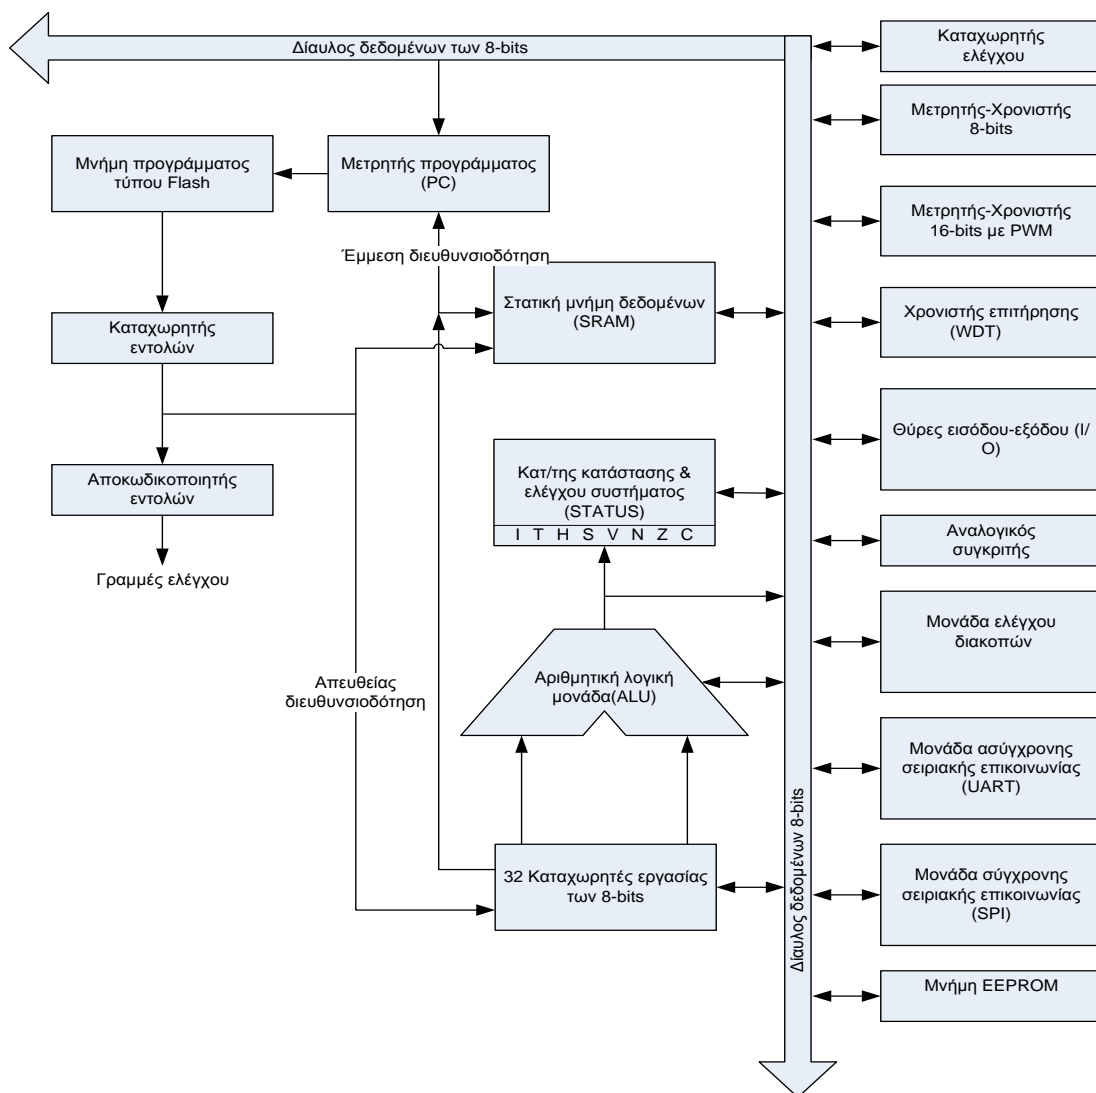 Δίαυλος δεδομένων των 8-bits
Καταχωρητής
ελέγχου
Μετρητής-Χρονιστής
8-bits
Μνήμη προγράμματος
τύπου Flash
Μετρητής προγράμματος
(PC)
Μετρητής-Χρονιστής
16-bits με PWM
Έμμεση διευθυνσιοδότηση
Στατική μνήμη δεδομένων
(SRAM)
Χρονιστής επιτήρησης
(WDT)
Καταχωρητής
εντολών
Θύρες εισόδου-εξόδου (I/
O)
Αποκωδικοποιητής
εντολών
Κατ/της κατάστασης &
ελέγχου συστήματος
(STATUS)
I T H S V N Z C
Αναλογικός
συγκριτής
Γραμμές ελέγχου
Μονάδα ελέγχου
διακοπών
Αριθμητική λογική
μονάδα(ALU)
Απευθείας
διευθυνσιοδότηση
Μονάδα ασύγχρονης
σειριακής επικοινωνίας
(UART)
Δίαυλος δεδομένων 8-bits
32 Καταχωρητές εργασίας
των 8-bits
Μονάδα σύγχρονης
σειριακής επικοινωνίας
(SPI)
Μνήμη EEPROM